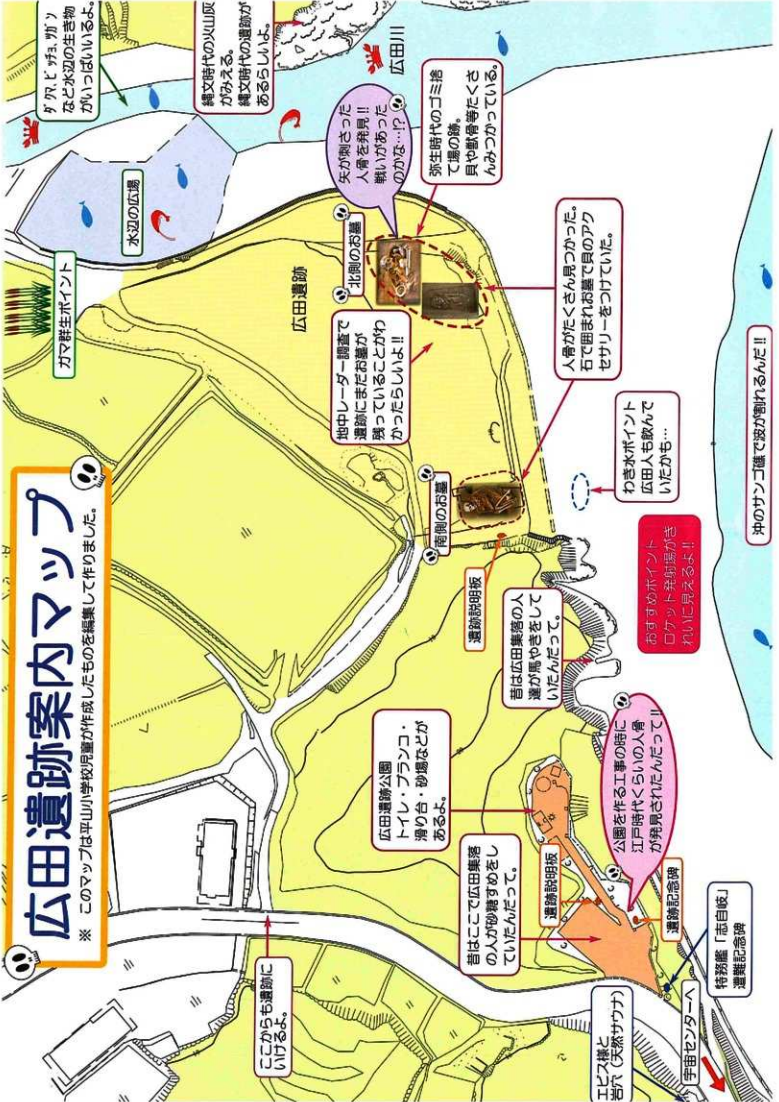 広田遺跡案内マップ
※ このマップは平山小学校児童が作成したものを編集して作りました。
ガマ群生ポイント
水辺の広場
ダクマ、ビッチョ、ツガン
など水辺の生き物
がいっぱいいるよ。
縄文時代の火山灰
がみえる。
縄文時代の遺跡が
あるらしいよ。
広田川
ここからも遺跡に
いけるよ。
広田遺跡
北側のお墓
矢が刺さった
人骨を発見!!
戦いがあった
のかな…!?
弥生時代のゴミ捨
て場の跡。
貝や獣骨等たくさ
んみつかっている。
地中レーダー調査で
遺跡にまだお墓が
残っていることがわ
かったらしいよ!!
南側のお墓
人骨がたくさん見つかった。
石で囲まれお墓で貝のアク
セサリーをつけていた。
遺跡説明板
わき水ポイント
広田人も飲んで
いたかも…
広田遺跡公園
トイレ・ブランコ・
滑り台・砂場などが
あるよ。
昔は広田集落の人
達が馬やきをして
いたんだって。
おすすめポイント
ロケット発射場がき
れいに見えるよ!!
沖のサンゴ礁で波が割れるんだ!!
昔はここで広田集落
の人が砂糖すめをし
ていたんだって。
遺跡説明板
公園を作る工事の時に
江戸時代くらいの人骨
が発見されたんだって!!
遺跡記念碑
特務艦「志自岐」
遭難記念碑
エビス様と
岩穴（天然サウナ）
宇宙センターへ